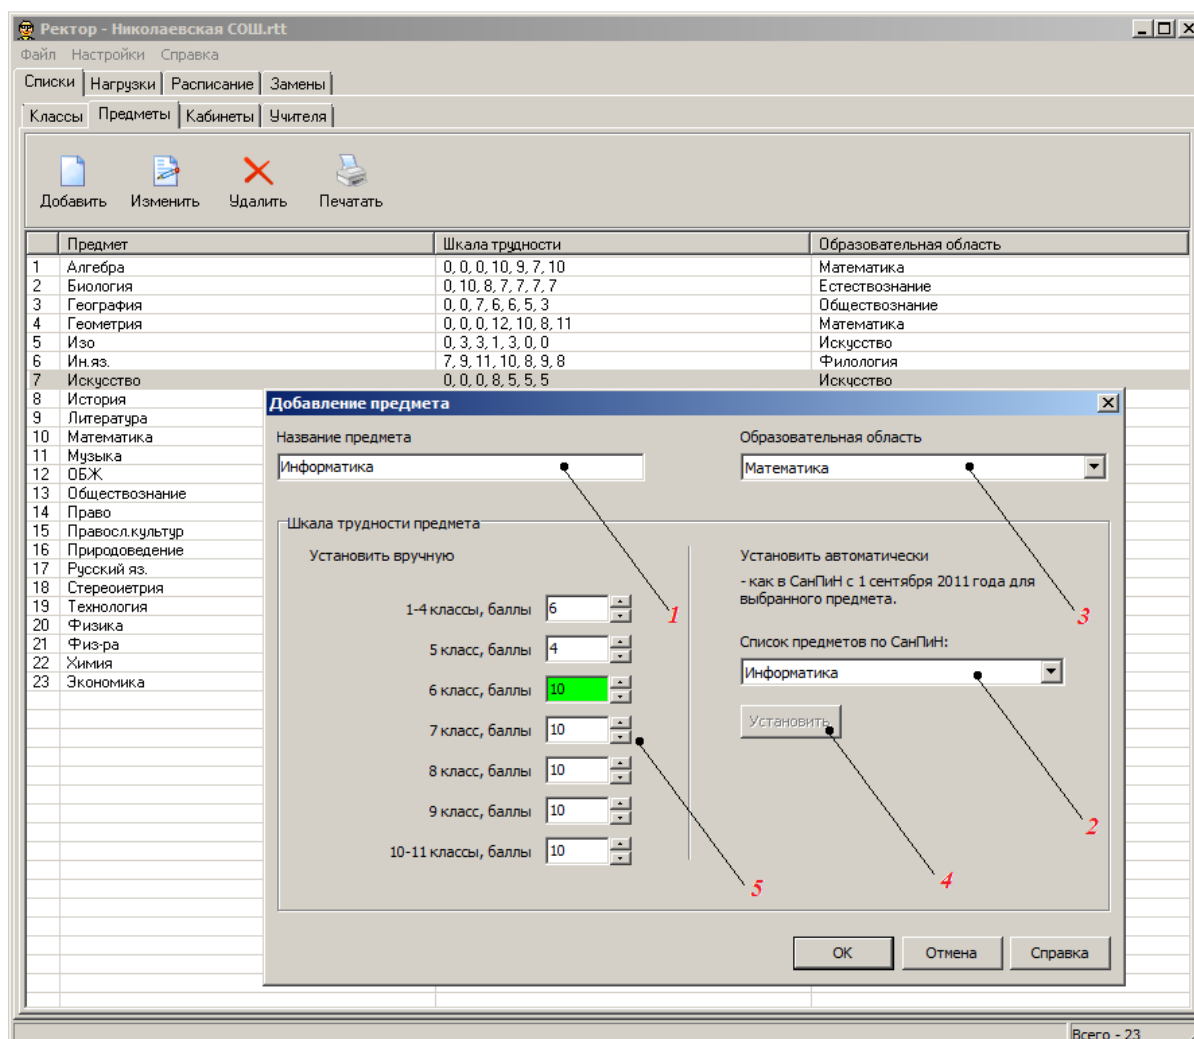 Ректор - Николаевская СОШ.rtt
Файл Настройки Справка
Списки Нагрузки Расписание Замены
Классы Предметы Кабинеты Учителя
Добавить Изменить Удалить Печатать
Предмет Шкала трудности Образовательная область
1 Алгебра 0, 0, 0, 10, 9, 7, 10 Математика
2 Биология 0, 10, 8, 7, 7, 7, 7 Естествознание
3 География 0, 0, 7, 6, 6, 5, 3 Обществознание
4 Геометрия 0, 0, 0, 12, 10, 8, 11 Математика
5 Изо 0, 3, 3, 1, 3, 0, 0 Искусство
6 Ин.яз. 7, 9, 11, 10, 8, 9, 8 Филология
7 Искусство 0, 0, 0, 8, 5, 5, 5 Искусство
8 История
9 Литература
10 Математика
11 Музыка
12 ОБЖ
13 Обществознание
14 Право
15 Правосл.культур
16 Природоведение
17 Русский яз.
18 Стереоиетрия
19 Технология
20 Физика
21 Физ-ра
22 Химия
23 Экономика
Добавление предмета
Название предмета Образовательная область
Информатика Математика
Шкала трудности предмета
Установить вручную Установить автоматически
- как в СанПиН с 1 сентября 2011 года для
выбранного предмета.
1-4 классы, баллы 6 1 3
5 класс, баллы 4 Список предметов по СанПиН:
6 класс, баллы 10 Информатика
7 класс, баллы 10 Установить
8 класс, баллы 10
9 класс, баллы 10 2
10-11 классы, баллы 10
5 4
OK Отмена Справка
Всего - 23